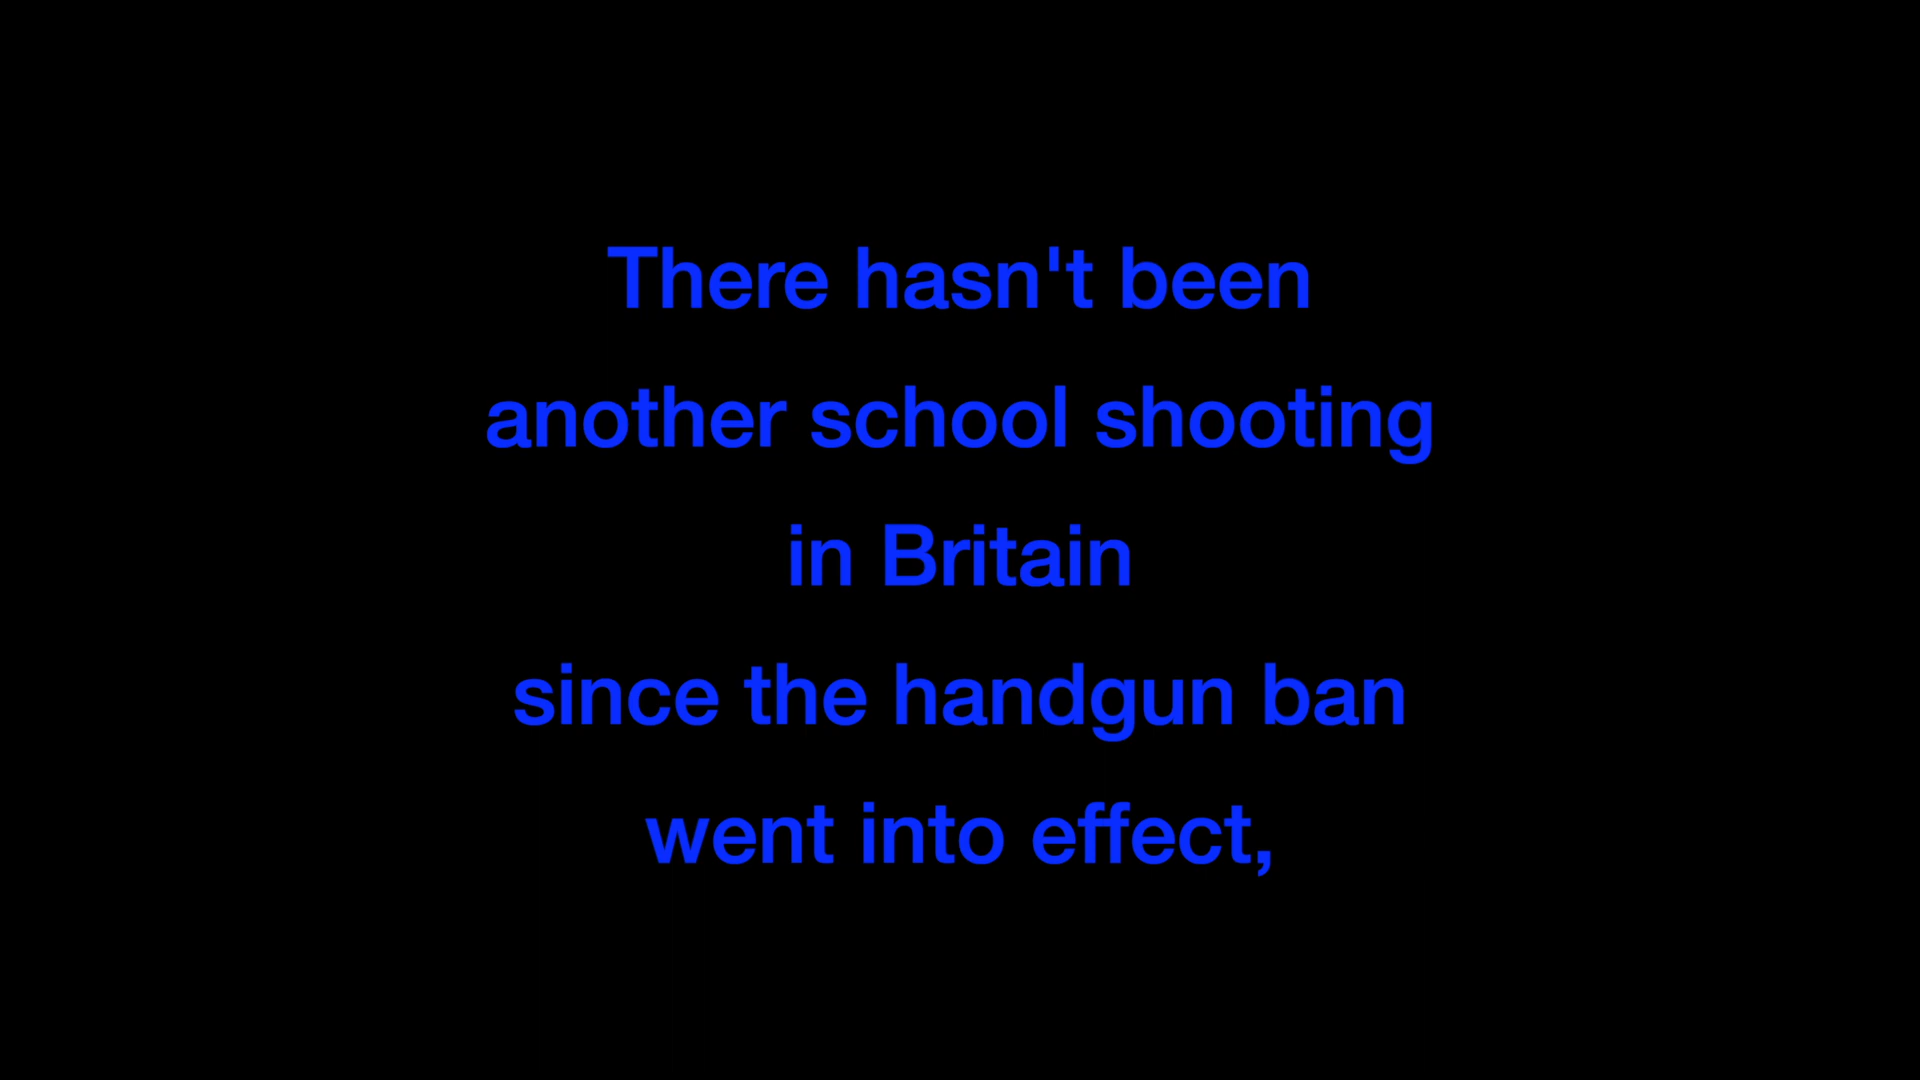 There hasn't been
another school shooting
in Britain
since the handgun ban
went into effect,